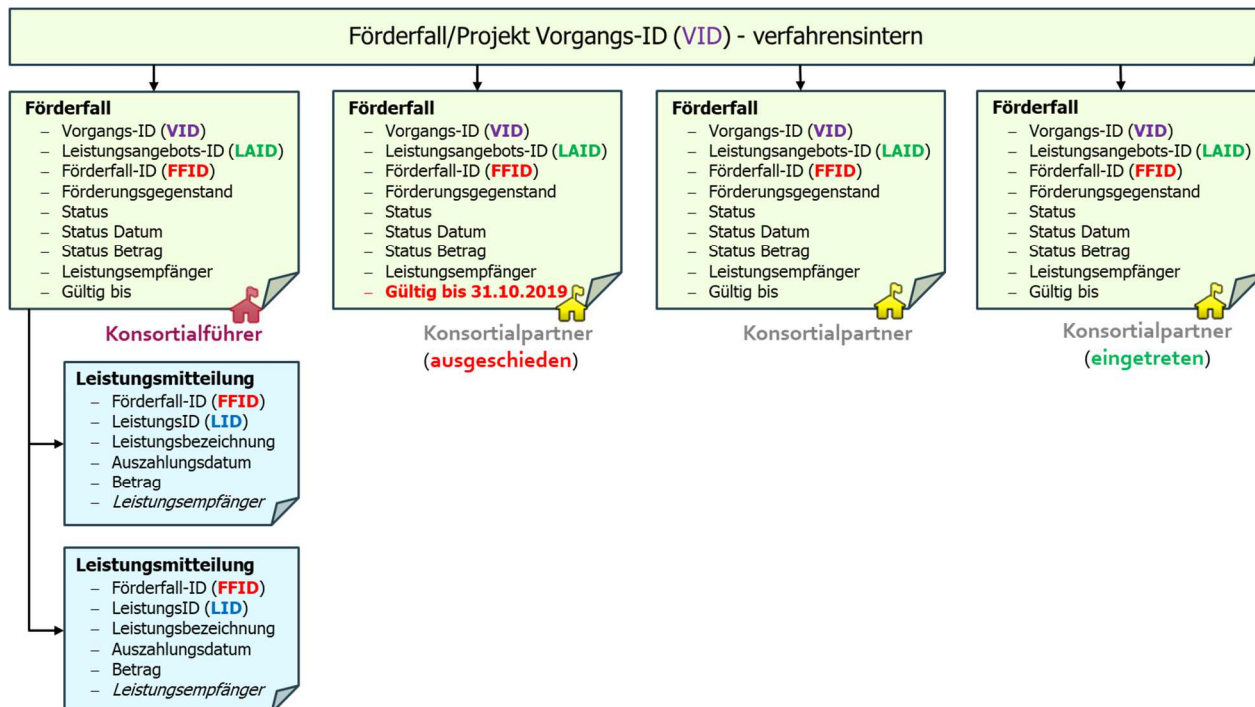 Förderfall/Projekt Vorgangs-ID (VID) - verfahrensintern
Förderfall
– Vorgangs-ID (VID)
– Leistungsangebots-ID (LAID)
– Förderfall-ID (FFID)
– Förderungsgegenstand
– Status
– Status Datum
– Status Betrag
– Leistungsempfänger
– Gültig bis
Konsortialführer
Förderfall
– Vorgangs-ID (VID)
– Leistungsangebots-ID (LAID)
– Förderfall-ID (FFID)
– Förderungsgegenstand
– Status
– Status Datum
– Status Betrag
– Leistungsempfänger
– Gültig bis 31.10.2019
Konsortialpartner
(ausgeschieden)
Förderfall
– Vorgangs-ID (VID)
– Leistungsangebots-ID (LAID)
– Förderfall-ID (FFID)
– Förderungsgegenstand
– Status
– Status Datum
– Status Betrag
– Leistungsempfänger
– Gültig bis
Konsortialpartner
Förderfall
– Vorgangs-ID (VID)
– Leistungsangebots-ID (LAID)
– Förderfall-ID (FFID)
– Förderungsgegenstand
– Status
– Status Datum
– Status Betrag
– Leistungsempfänger
– Gültig bis
Konsortialpartner
(eingetreten)
Leistungsmitteilung
– Förderfall-ID (FFID)
– LeistungsID (LID)
– Leistungsbezeichnung
– Auszahlungsdatum
– Betrag
– Leistungsempfänger
Leistungsmitteilung
– Förderfall-ID (FFID)
– LeistungsID (LID)
– Leistungsbezeichnung
– Auszahlungsdatum
– Betrag
– Leistungsempfänger